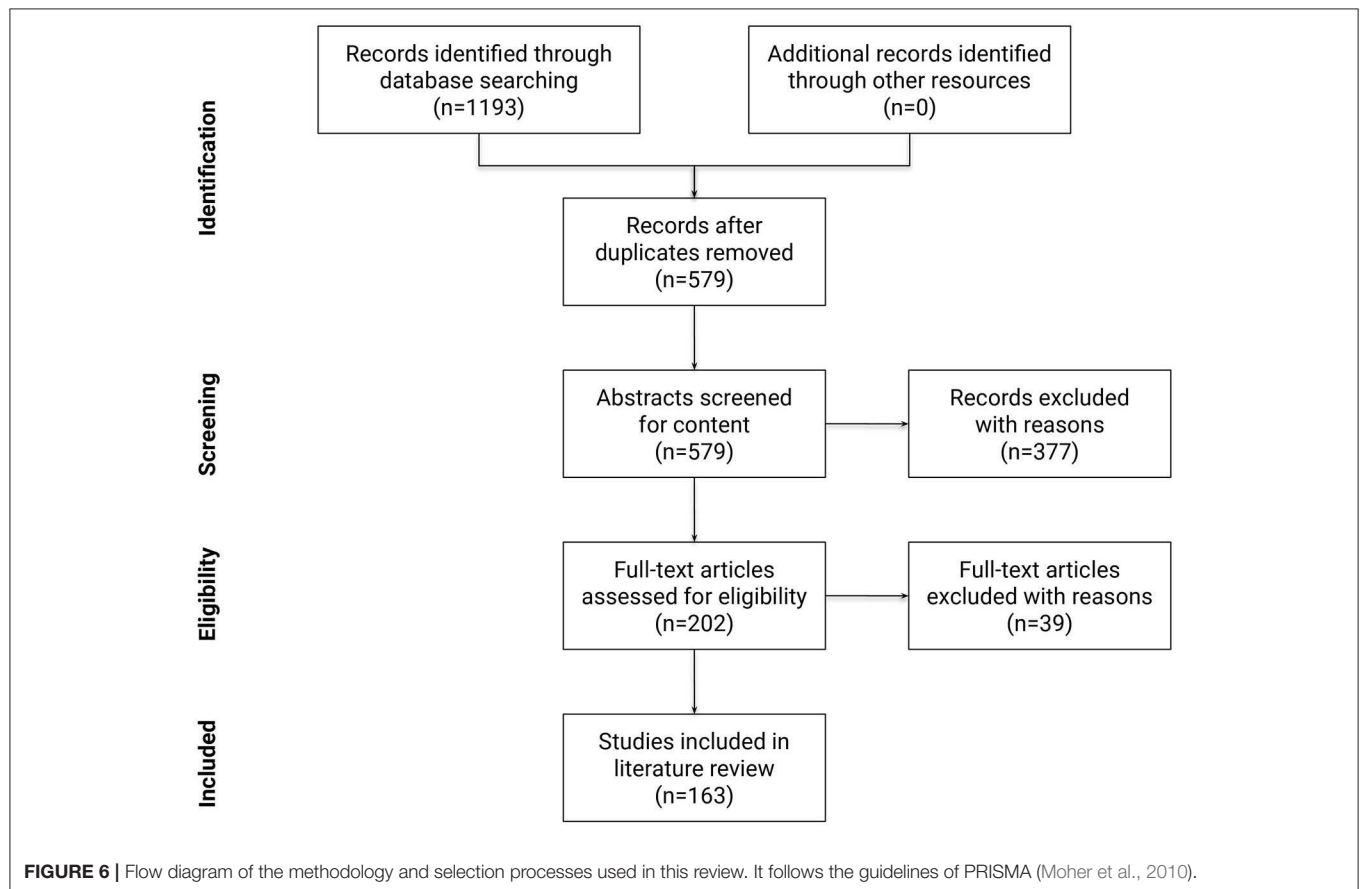 Records identified through
database searching
(n=1193)
Additional records identified
through other resources
(n=0)
Identification
Records after
duplicates removed
(n=579)
Screening
Abstracts screened
for content
(n=579)
Records excluded
with reasons
(n=377)
Eligibility
Full-text articles
assessed for eligibility
(n=202)
Full-text articles
excluded with reasons
(n=39)
Included
Studies included in
literature review
(n=163)
FIGURE 6 | Flow diagram of the methodology and selection processes used in this review. It follows the guidelines of PRISMA (Moher et al., 2010).